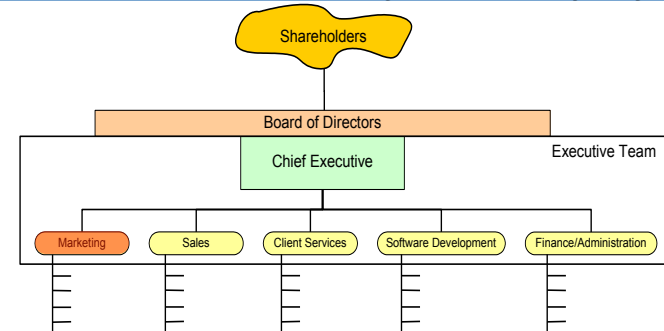 Shareholders
Board of Directors
Chief Executive
Executive Team
Marketing
Sales
Client Services
Software Development
Finance/Administration